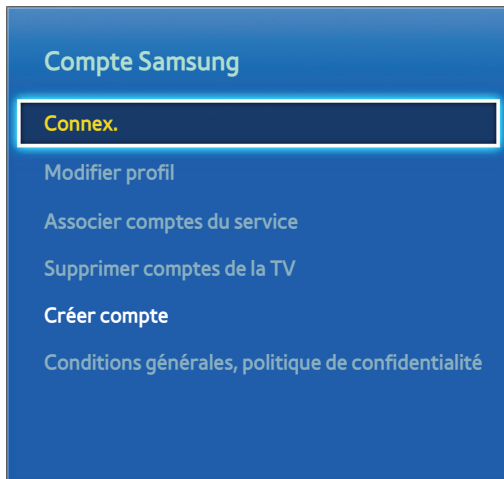 Compte Samsung
Connex.
Modifier profil
Associer comptes du service
Supprimer comptes de la TV
Créer compte
Conditions générales, politique de confidentialité